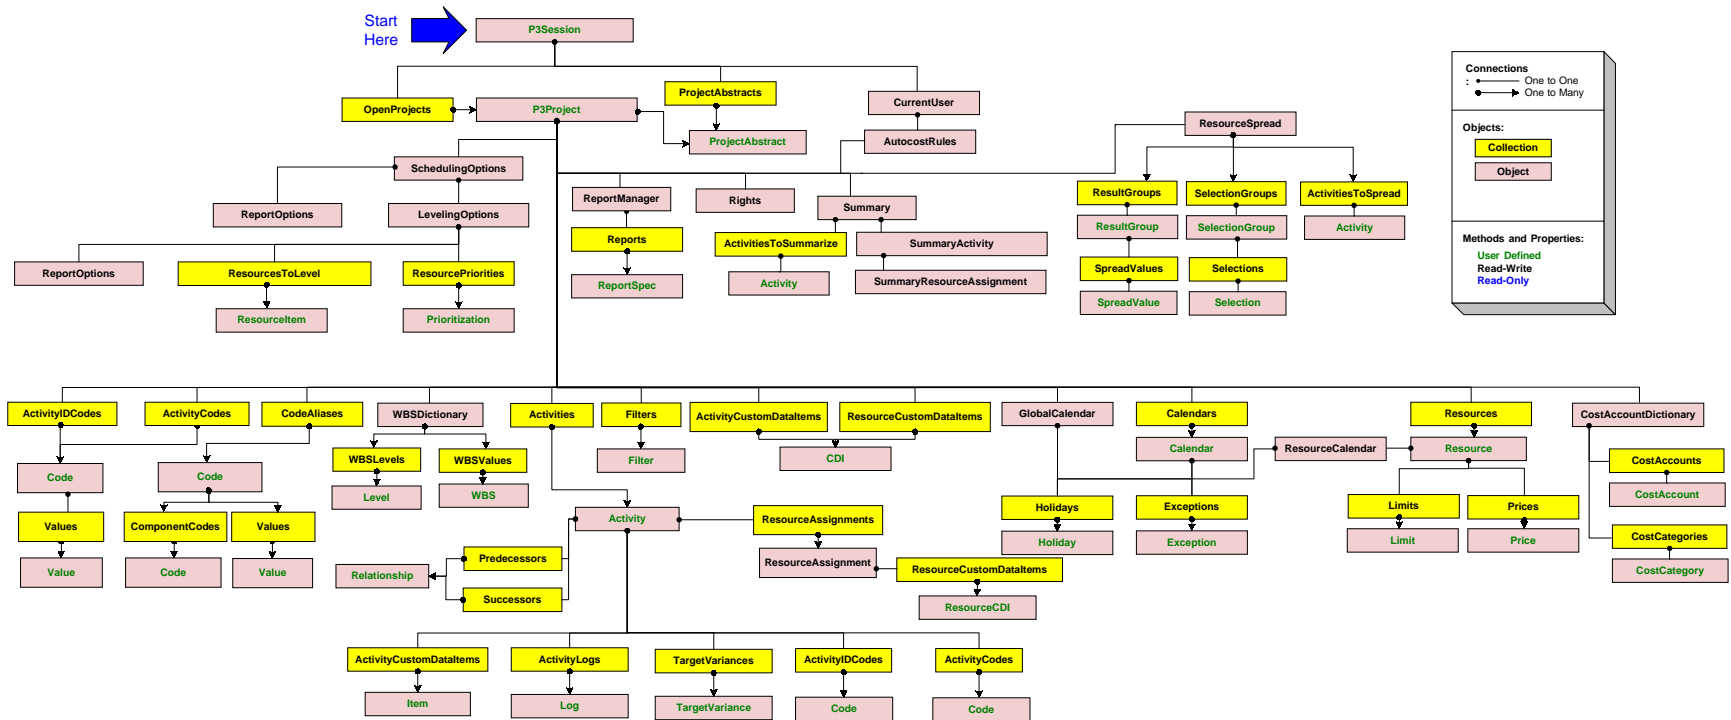 Start
Here
P3Session
OpenProjects
P3Project
ProjectAbstracts
ProjectAbstract
CurrentUser
AutocostRules
ResourceSpread
Connections
:
One to One
One to Many
Objects:
Collection
Object
Methods and Properties:
User Defined
Read-Write
Read-Only
SchedulingOptions
ReportOptions
LevelingOptions
ReportOptions
ResourcesToLevel
ResourcePriorities
ResourceItem
Prioritization
ReportManager
Reports
ReportSpec
Rights
Summary
ActivitiesToSummarize
Activity
SummaryActivity
SummaryResourceAssignment
ResultGroups
ResultGroup
SpreadValues
SpreadValue
SelectionGroups
SelectionGroup
Selections
Selection
ActivitiesToSpread
Activity
ActivityIDCodes
ActivityCodes
CodeAliases
WBSDictionary
Activities
Filters
ActivityCustomDataItems
ResourceCustomDataItems
GlobalCalendar
Calendars
Resources
CostAccountDictionary
Code
Code
WBSLevels
WBSValues
Level
WBS
Filter
CDI
Calendar
ResourceCalendar
Resource
CostAccounts
CostAccount
Values
ComponentCodes
Values
Value
Code
Value
Activity
ResourceAssignments
ResourceAssignment
ResourceCustomDataItems
ResourceCDI
Holidays
Holiday
Exceptions
Exception
Limits
Limit
Prices
Price
CostCategories
CostCategory
Relationship
Predecessors
Successors
ActivityCustomDataItems
ActivityLogs
TargetVariances
ActivityIDCodes
ActivityCodes
Item
Log
TargetVariance
Code
Code